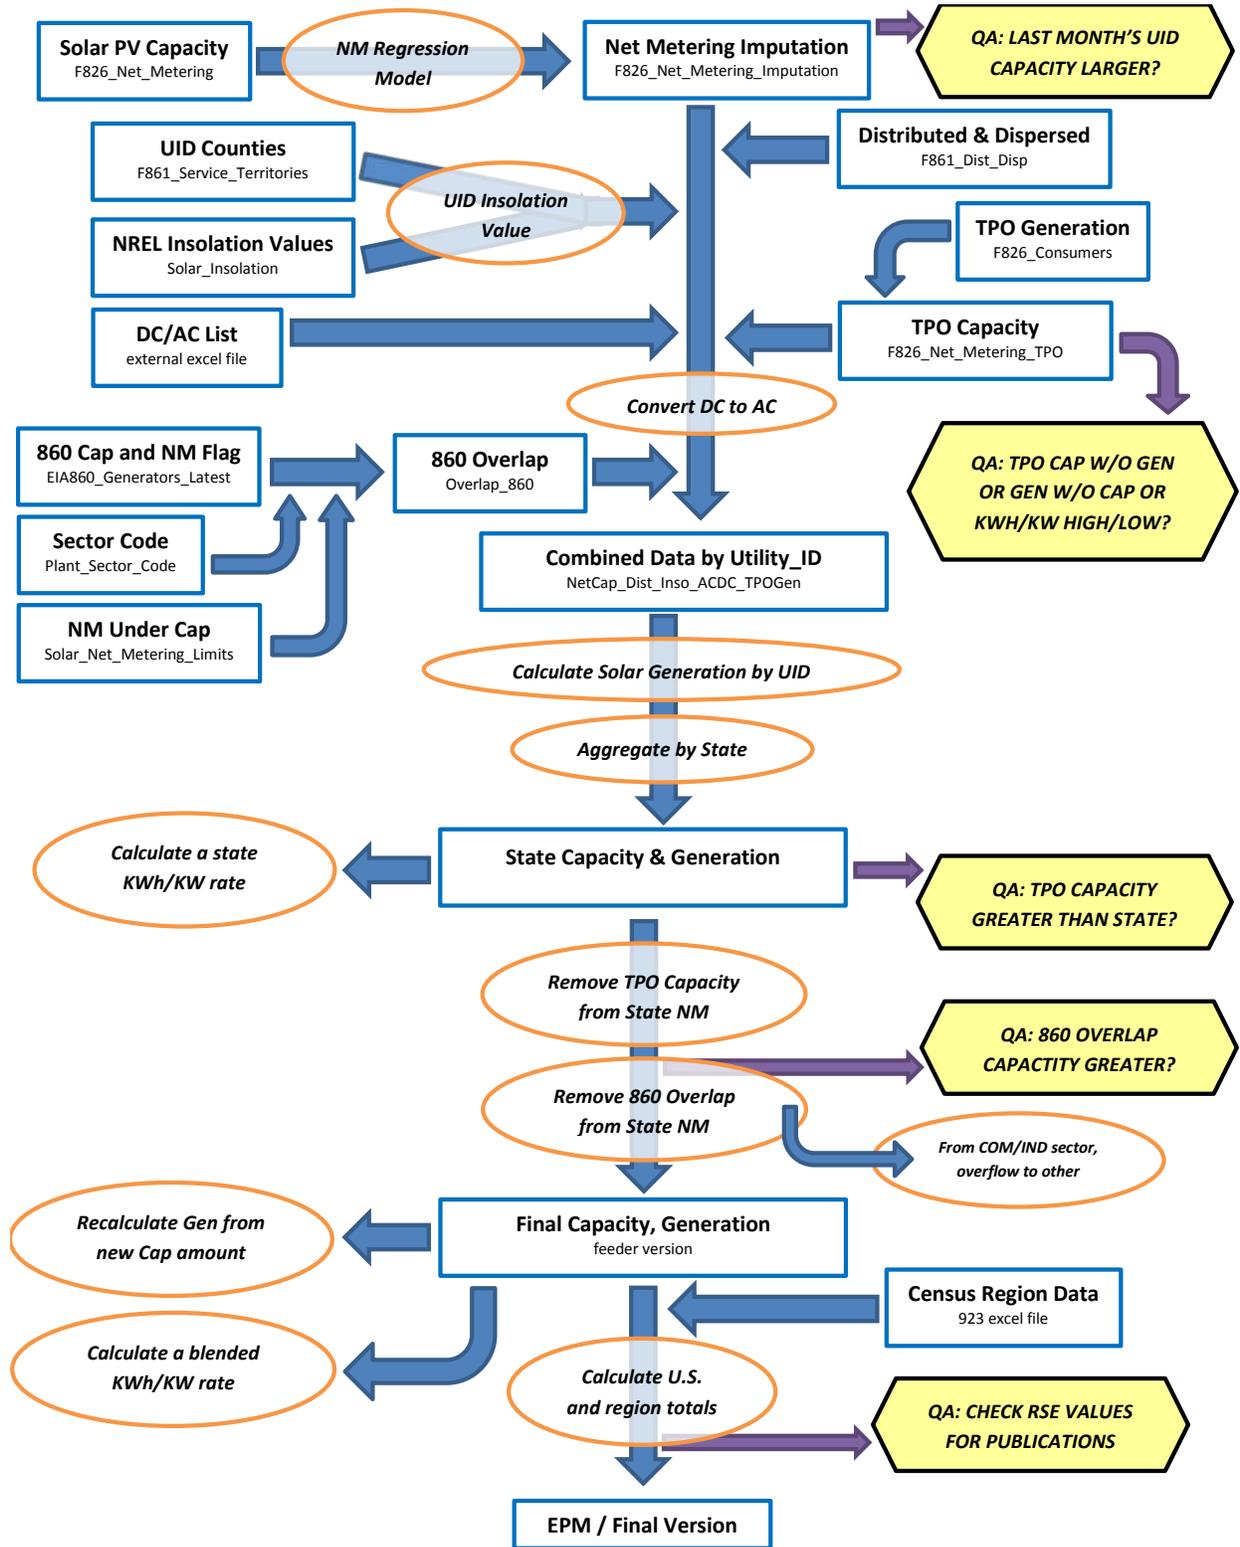 Solar PV Capacity
F826_Net_Metering
NM Regression
Model
Net Metering Imputation
F826_Net_Metering_Imputation
QA: LAST MONTH'S UID
CAPACITY LARGER?
UID Counties
F861_Service_Territories
Distributed & Dispersed
F861_Dist_Disp
UID Insolation
Value
NREL Insolation Values
Solar_Insolation
TPO Generation
F826_Consumers
DC/AC List
external excel file
TPO Capacity
F826_Net_Metering_TPO
Convert DC to AC
860 Cap and NM Flag
EIA860_Generators_Latest
860 Overlap
Overlap_860
QA: TPO CAP W/O GEN
OR GEN W/O CAP OR
KWH/KW HIGH/LOW?
Sector Code
Plant_Sector_Code
Combined Data by Utility_ID
NetCap_Dist_Inso_ACDC_TPOGen
NM Under Cap
Solar_Net_Metering_Limits
Calculate Solar Generation by UID
Aggregate by State
Calculate a state
KWh/KW rate
State Capacity & Generation
QA: TPO CAPACITY
GREATER THAN STATE?
Remove TPO Capacity
from State NM
QA: 860 OVERLAP
CAPACTITY GREATER?
Remove 860 Overlap
from State NM
From COM/IND sector,
overflow to other
Recalculate Gen from
new Cap amount
Final Capacity, Generation
feeder version
Census Region Data
923 excel file
Calculate a blended
KWh/KW rate
Calculate U.S.
and region totals
QA: CHECK RSE VALUES
FOR PUBLICATIONS
EPM / Final Version